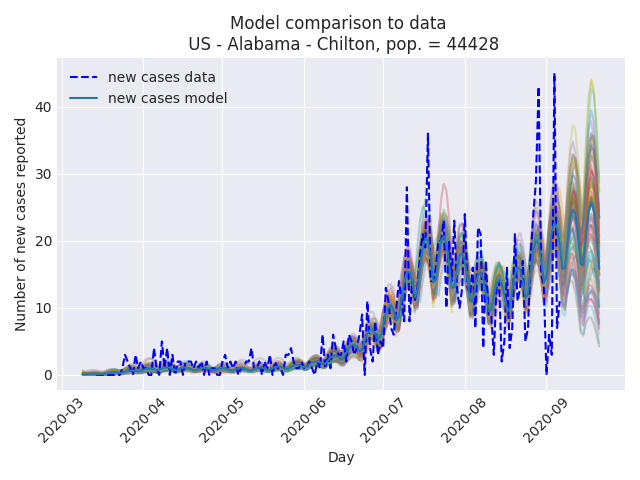 Model comparison to data
US - Alabama - Chilton, pop. = 44428
new cases data
new cases model
Number of new cases reported
40
30
20
10
0
2020-03
2020-04
2020-05
2020-06
2020-07
2020-08
2020-09
Day